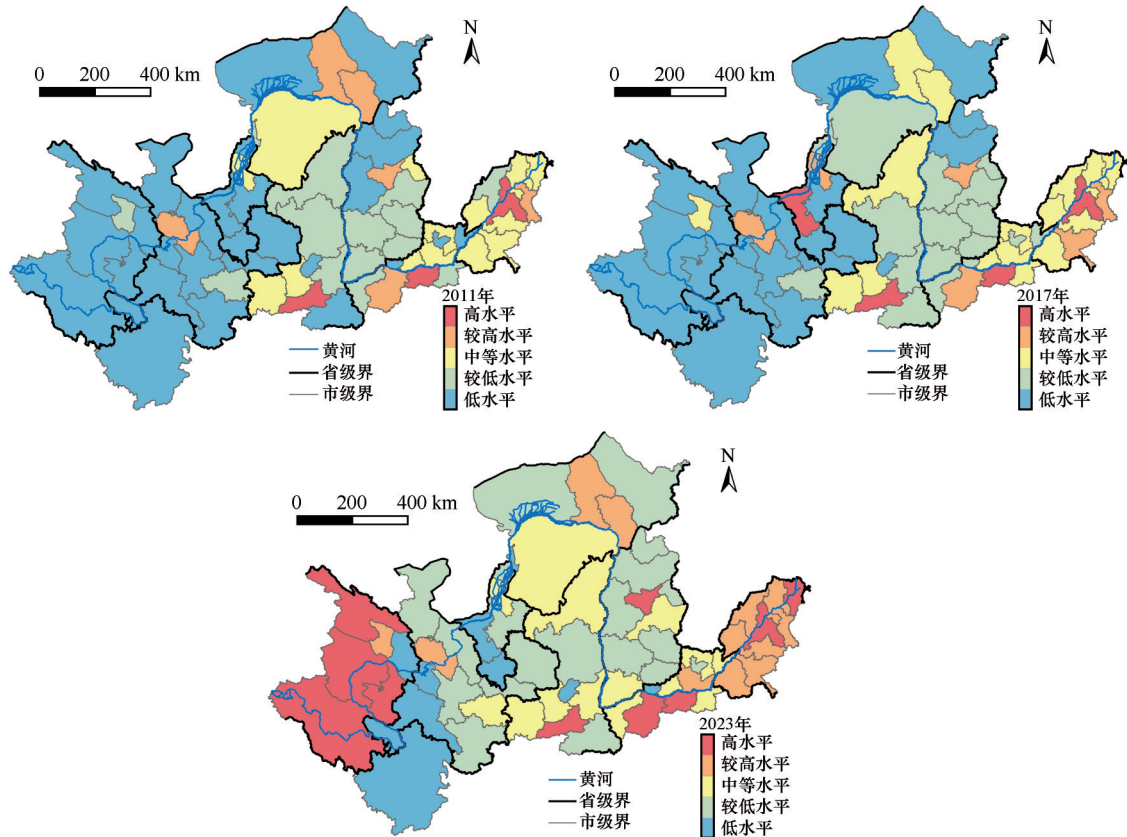 N
0 200 400 km
2011年
高水平
较高水平
中等水平
较低水平
低水平
黄河
省级界
市级界
N
0 200 400 km
2017年
高水平
较高水平
中等水平
较低水平
低水平
黄河
省级界
市级界
N
0 200 400 km
2023年
高水平
较高水平
中等水平
较低水平
低水平
黄河
省级界
市级界